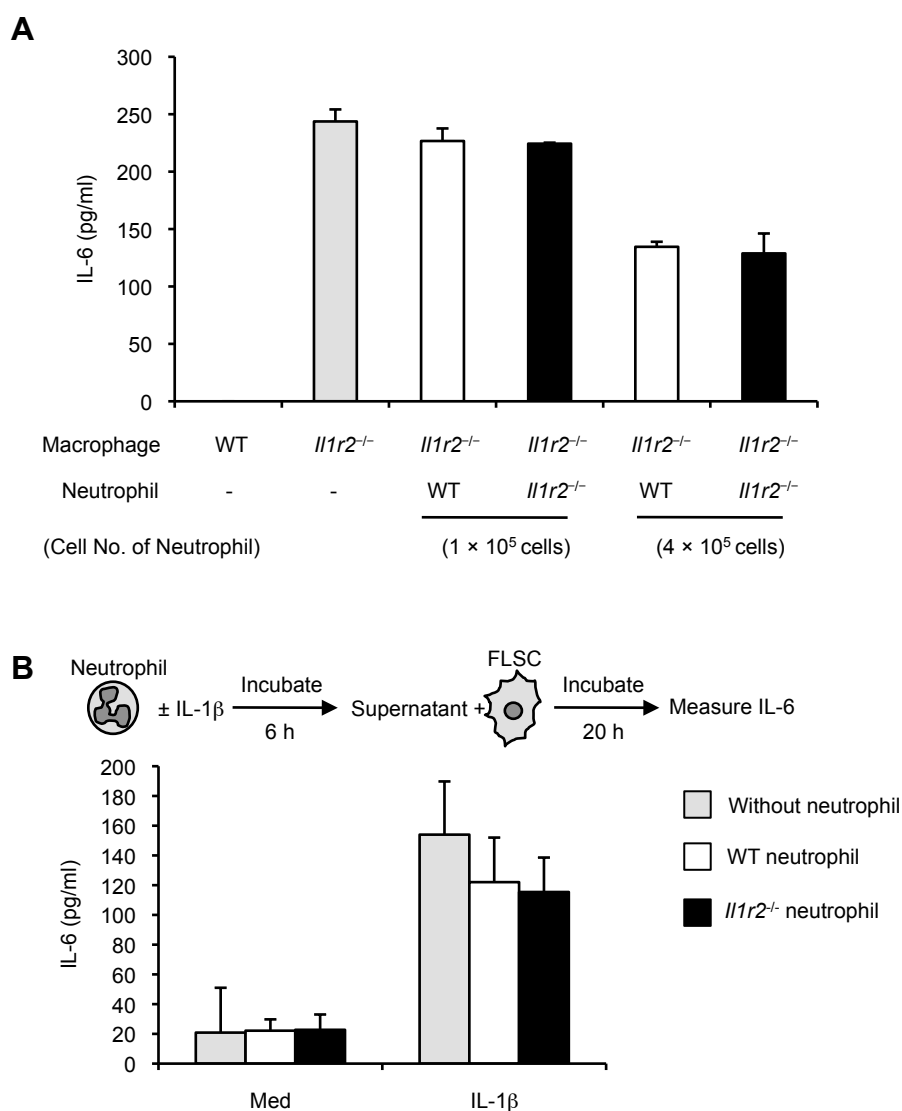 A
300
250
200
150
100
50
0
IL-6 (pg/ml)
Macrophage WT Il1r2–/– Il1r2–/– Il1r2–/– Il1r2–/– Il1r2–/–
Neutrophil - - WT Il1r2–/– WT Il1r2–/–
(Cell No. of Neutrophil) (1 × 10⁵ cells) (4 × 10⁵ cells)
B
Neutrophil
± IL-1β
Incubate
6 h
Supernatant +
FLSC
Incubate
20 h
Measure IL-6
200
180
160
140
120
100
80
60
40
20
0
IL-6 (pg/ml)
Med IL-1β
Without neutrophil
WT neutrophil
Il1r2-/- neutrophil